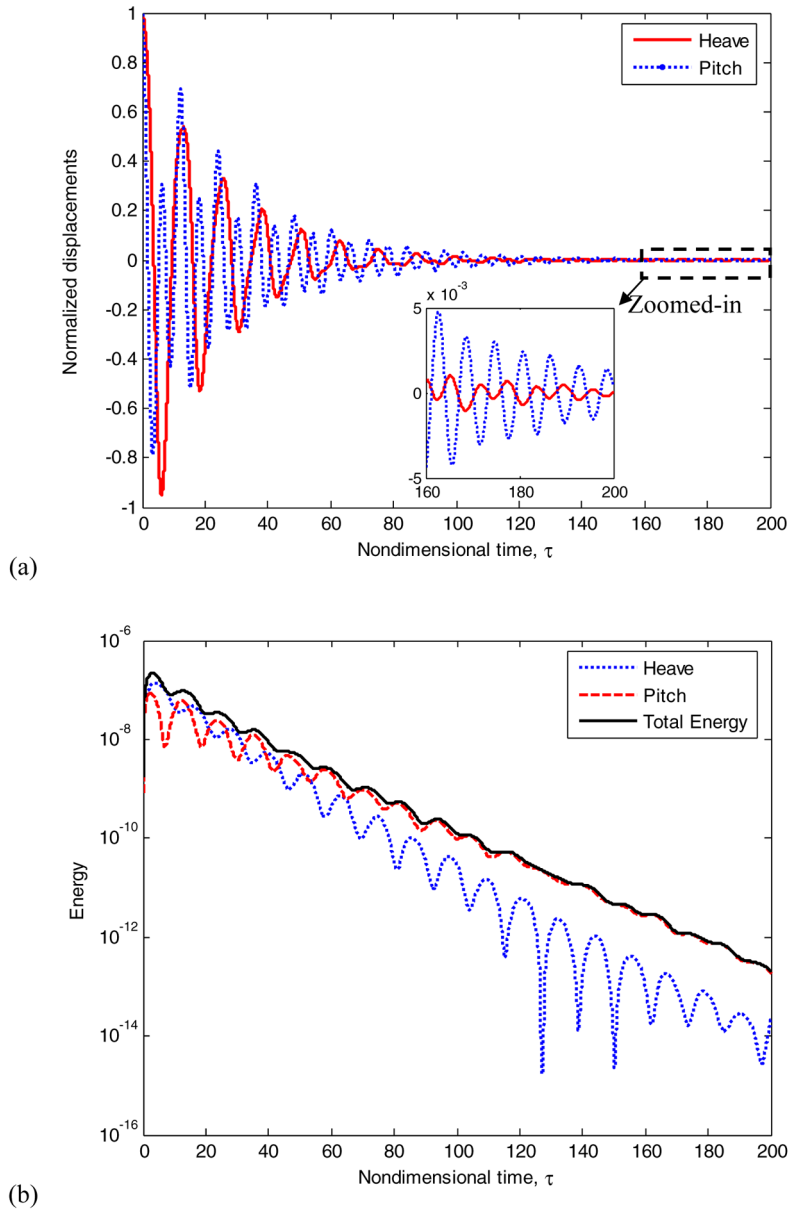 1
0.8
0.6
0.4
0.2
0
-0.2
-0.4
-0.6
-0.8
-1
Normalized displacements
Heave
Pitch
Zoomed-in
x 10⁻³
5
0
-5
160 180 200
0 20 40 60 80 100 120 140 160 180 200
Nondimensional time, τ
(a)
10⁻⁶
10⁻⁸
10⁻¹⁰
10⁻¹²
10⁻¹⁴
10⁻¹⁶
Energy
Heave
Pitch
Total Energy
0 20 40 60 80 100 120 140 160 180 200
Nondimensional time, τ
(b)